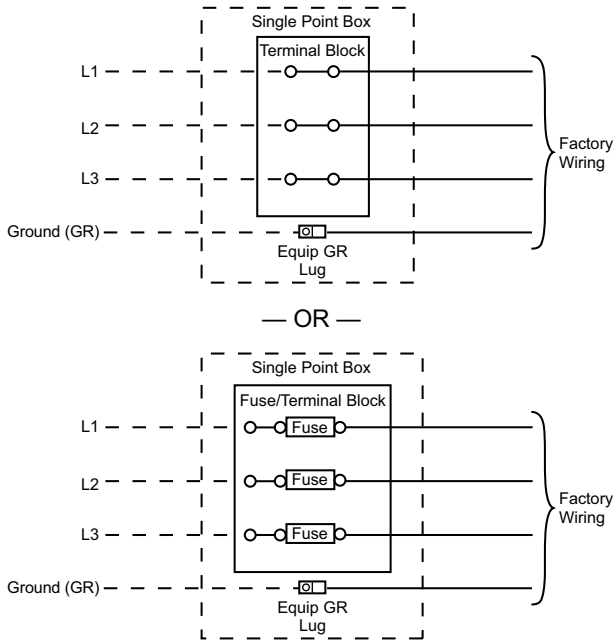 Single Point Box
Terminal Block
L1
L2
L3
Factory
Wiring
Ground (GR)
Equip GR
Lug
— OR —
Single Point Box
Fuse/Terminal Block
L1
Fuse
L2
Fuse
Factory
Wiring
L3
Fuse
Ground (GR)
Equip GR
Lug